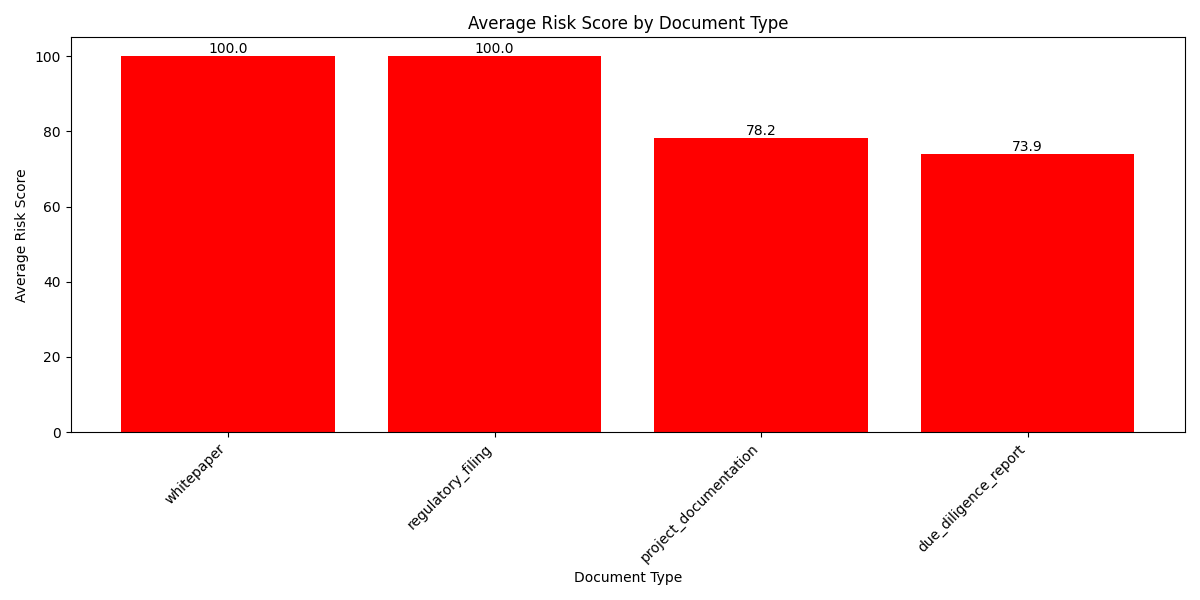 Average Risk Score by Document Type
100.0
100.0
78.2
73.9
100
80
60
40
20
0
Average Risk Score
whitepaper
regulatory_filing
project_documentation
due_diligence_report
Document Type